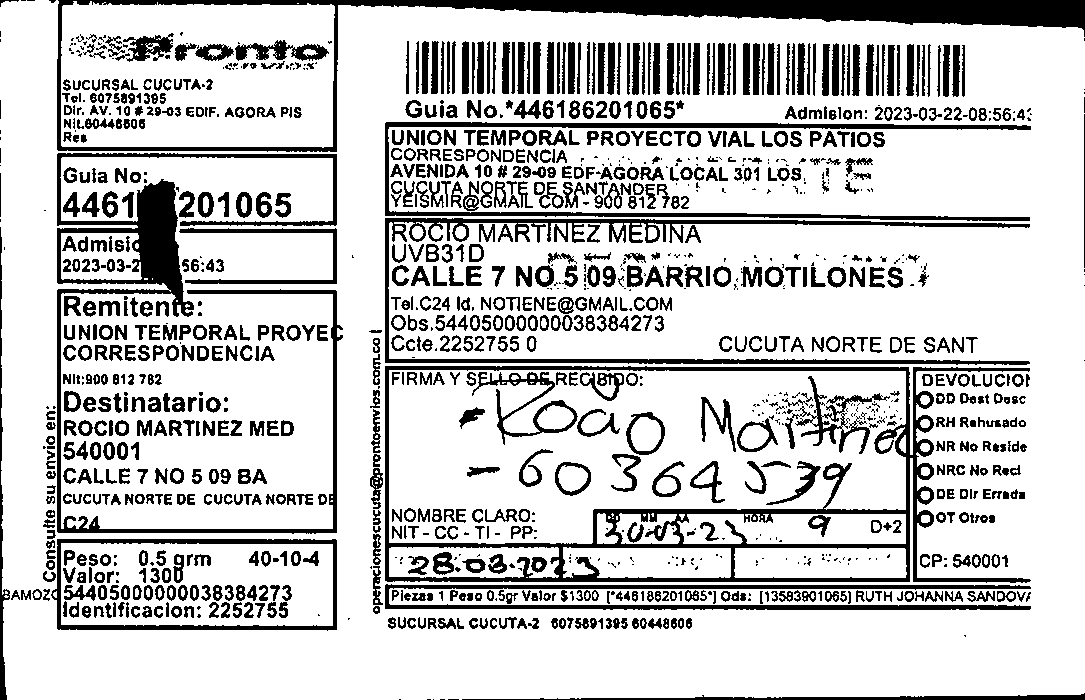 Pronto
envios
SUCURSAL CUCUTA-2
Tel. 6075891395
Dir. AV. 10 # 29-03 EDIF. AGORA PIS
Nit.60448606
Res
Guia No:
4461 201065
Admisio
2023-03-2 56:43
Remitente:
UNION TEMPORAL PROYEC
CORRESPONDENCIA
Nit:900 812 782
Destinatario:
ROCIO MARTINEZ MED
540001
CALLE 7 NO 5 09 BA
CUCUTA NORTE DE CUCUTA NORTE DE
C24
Peso: 0.5 grm 40-10-4
Valor: 1300
544050000000038384273
Identificacion: 2252755
Consulte su envio en:
BAMOZO
operacionescucuta@prontoenvios.com.co
Guia No.*446186201065* Admision: 2023-03-22-08:56:43
UNION TEMPORAL PROYECTO VIAL LOS PATIOS
CORRESPONDENCIA
AVENIDA 10 # 29-09 EDF-AGORA LOCAL 301 LOS
CUCUTA NORTE DE SANTANDER
YEISMIR@GMAIL COM - 900 812 782
ROCIO MARTINEZ MEDINA
UVB31D
CALLE 7 NO 5 09 BARRIO MOTILONES
Tel.C24 Id. NOTIENE@GMAIL.COM
Obs.544050000000038384273
Ccte.2252755 0 CUCUTA NORTE DE SANT
FIRMA Y SELLO DE RECIBIDO:
- Rocio Martinez
- 60364539
NOMBRE CLARO:
NIT - CC - TI - PP:
DD MM AA HORA
30-03-23 9 D+2
28.03.2023
DEVOLUCION
DD Dest Desc
RH Rehusado
NR No Reside
NRC No Recl
DE Dir Errada
OT Otros
CP: 540001
Piezas 1 Peso 0.5gr Valor $1300 [*446186201065*] Ods: [13583901065] RUTH JOHANNA SANDOVA
SUCURSAL CUCUTA-2 6075891395 60448606